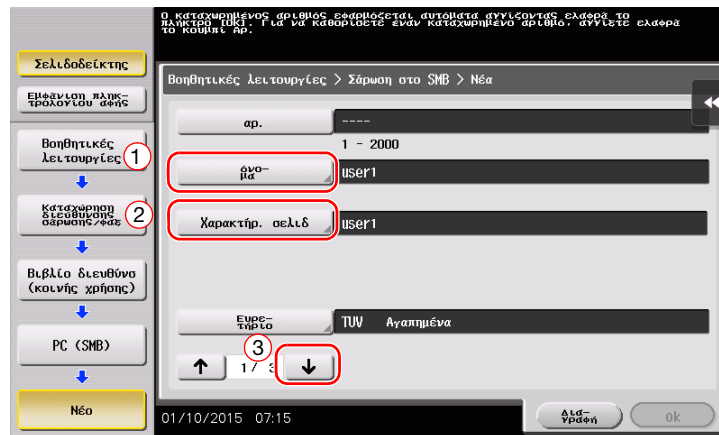 Ο καταχωρημένος αριθμός εφαρμόζεται αυτόματα αγγίζοντας ελαφρά το
πλήκτρο [OK]. Για να καθορίσετε έναν καταχωρημένο αριθμό, αγγίξτε ελαφρά
το κουμπί Αρ.
Σελιδοδείκτης
Βοηθητικές λειτουργίες > Σάρωση στο SMB > Νέα
Εμφάνιση πληκ-
τρολογίου αφής
αρ.
----
1 - 2000
Βοηθητικές
λειτουργίες
1
όνο-
μα
user1
Καταχώρηση
διεύθυνσης
σάρωσης/φαξ
2
Χαρακτήρ. σελιδ
user1
Βιβλίο διευθύνσ
(κοινής χρήσης)
Ευρε-
τήριο
TUV Αγαπημένα
PC (SMB)
3
↑ 1/ 3 ↓
Νέο
01/10/2015 07:15
Δια-
γραφή
ok